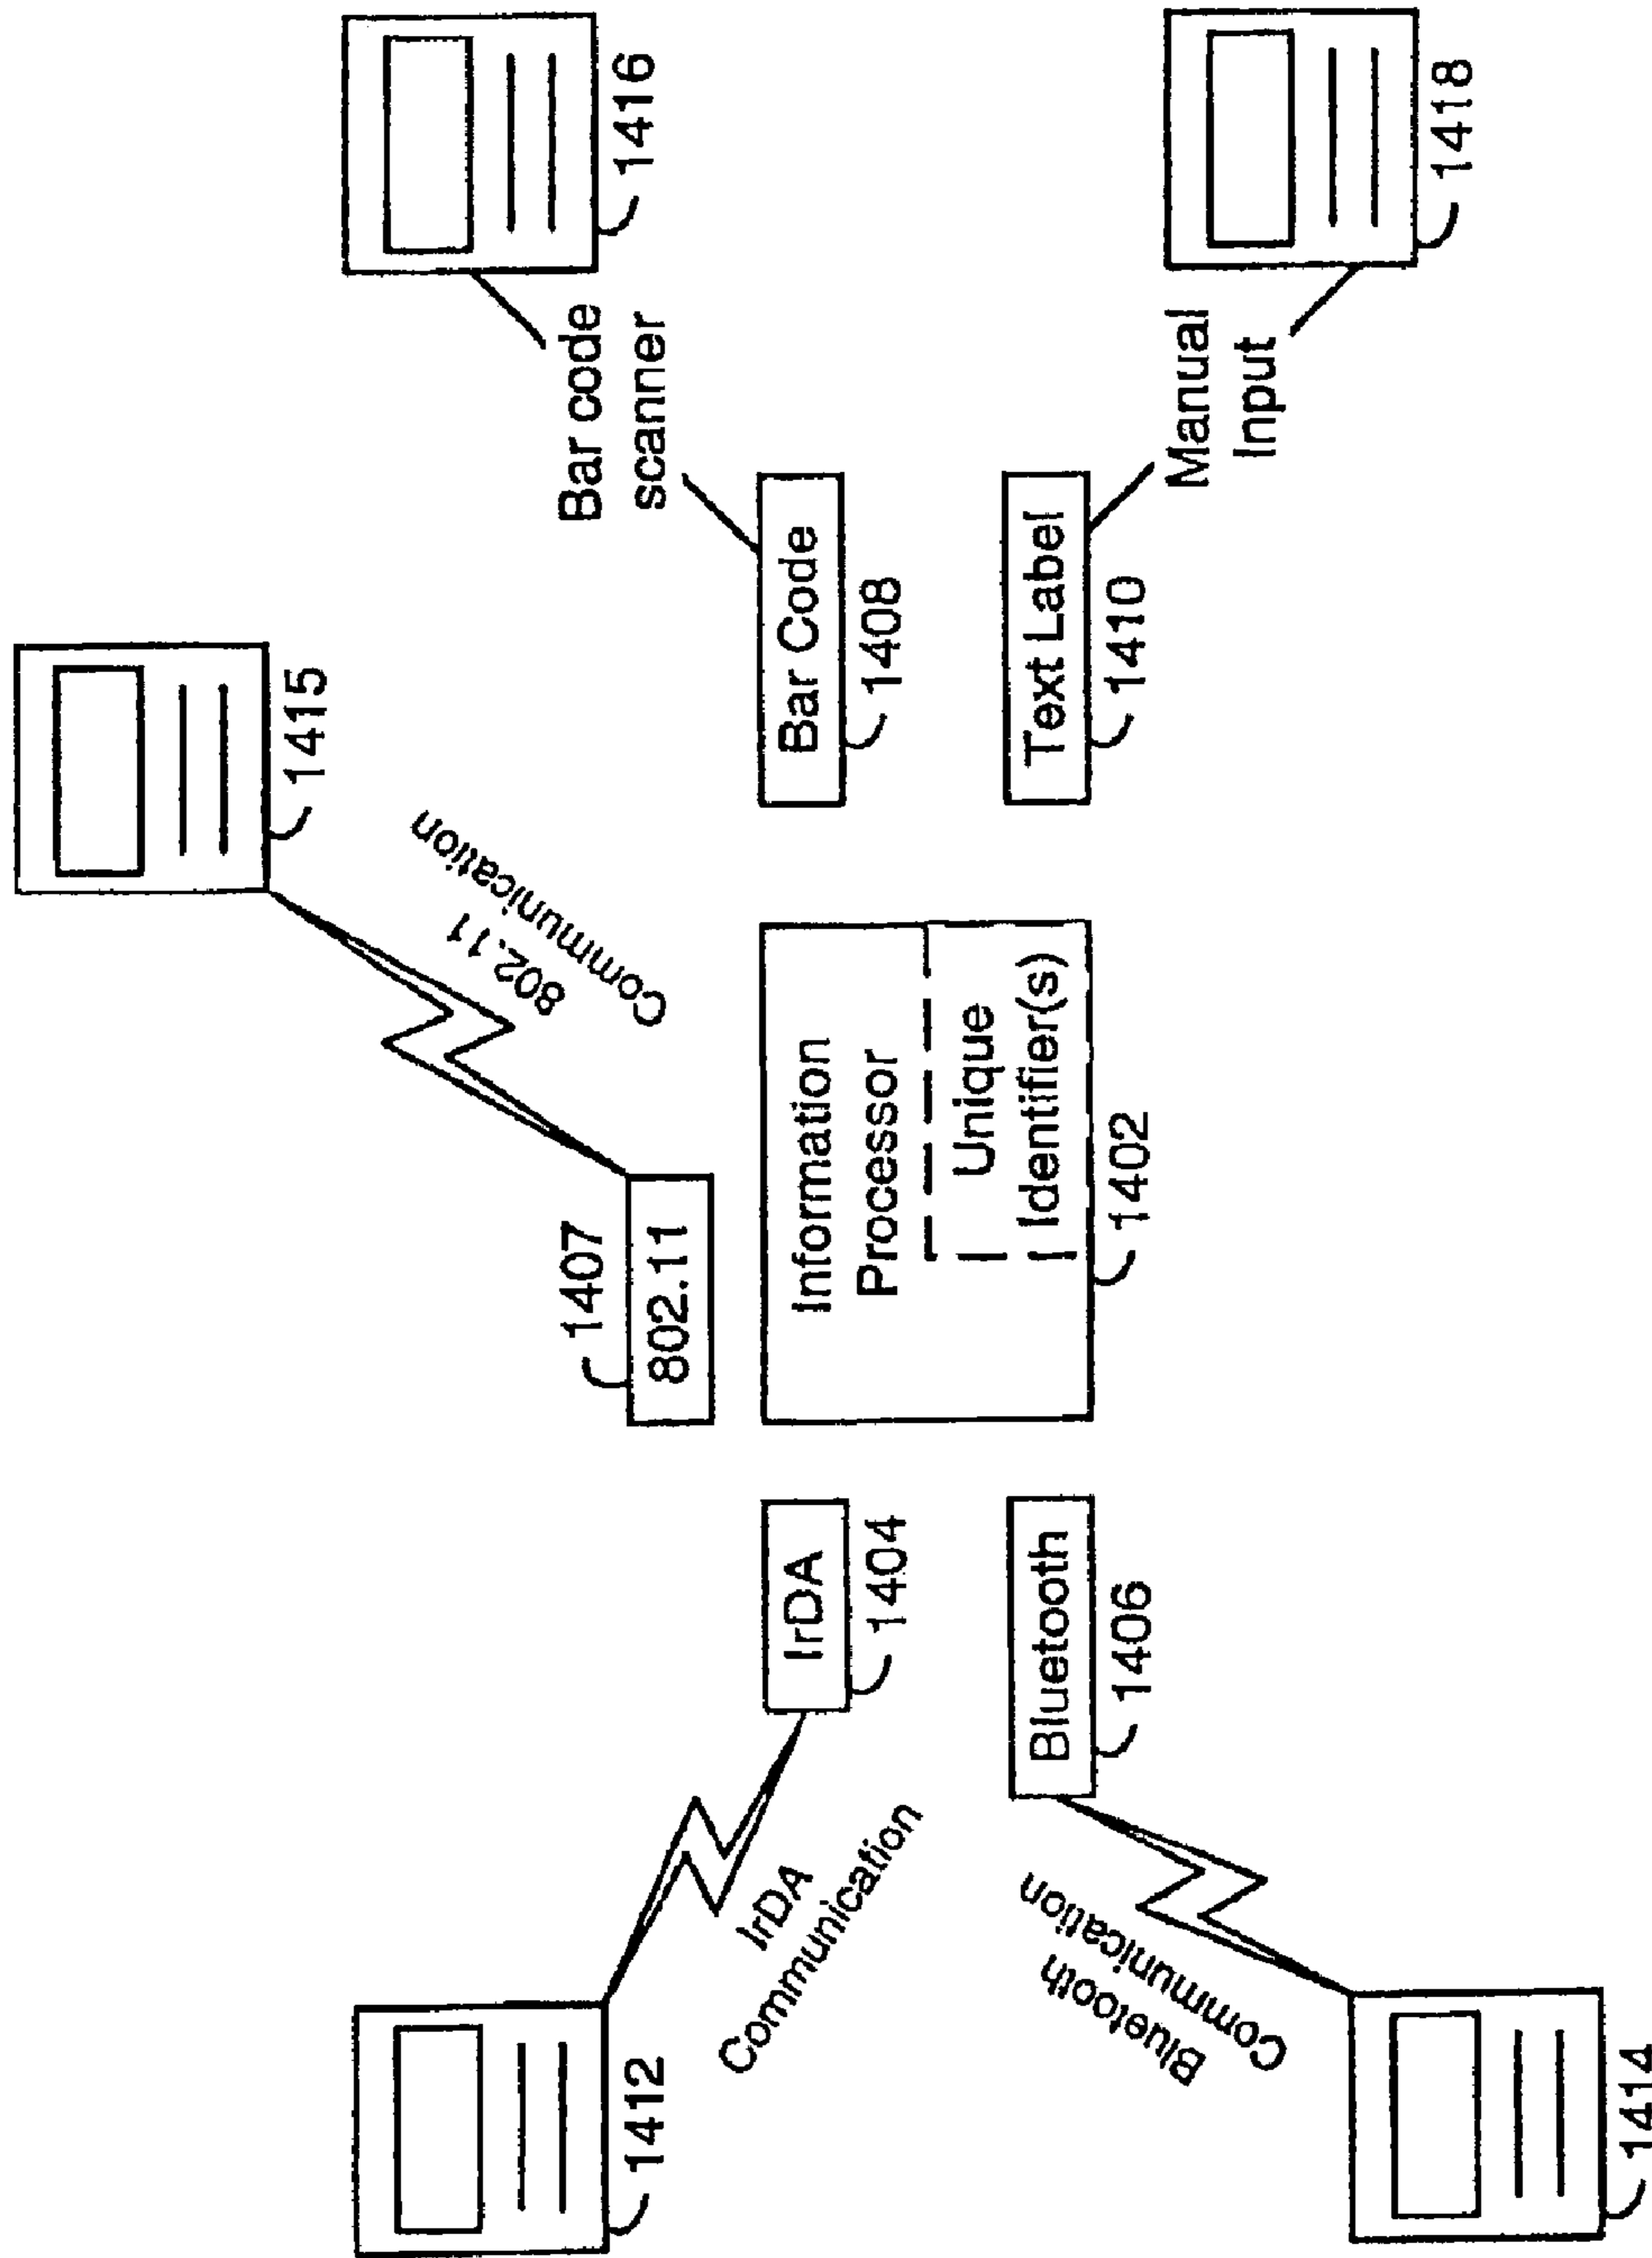 1415
802.11
Communication
1407
802.11
1412
IrDA
Communication
IrDA
1404
Information
Processor
Unique
Identifier(s)
1402
Bar Code
1408
Bar code
scanner
1416
Bluetooth
1406
Bluetooth
Communication
1414
Text Label
1410
Manual
Input
1418